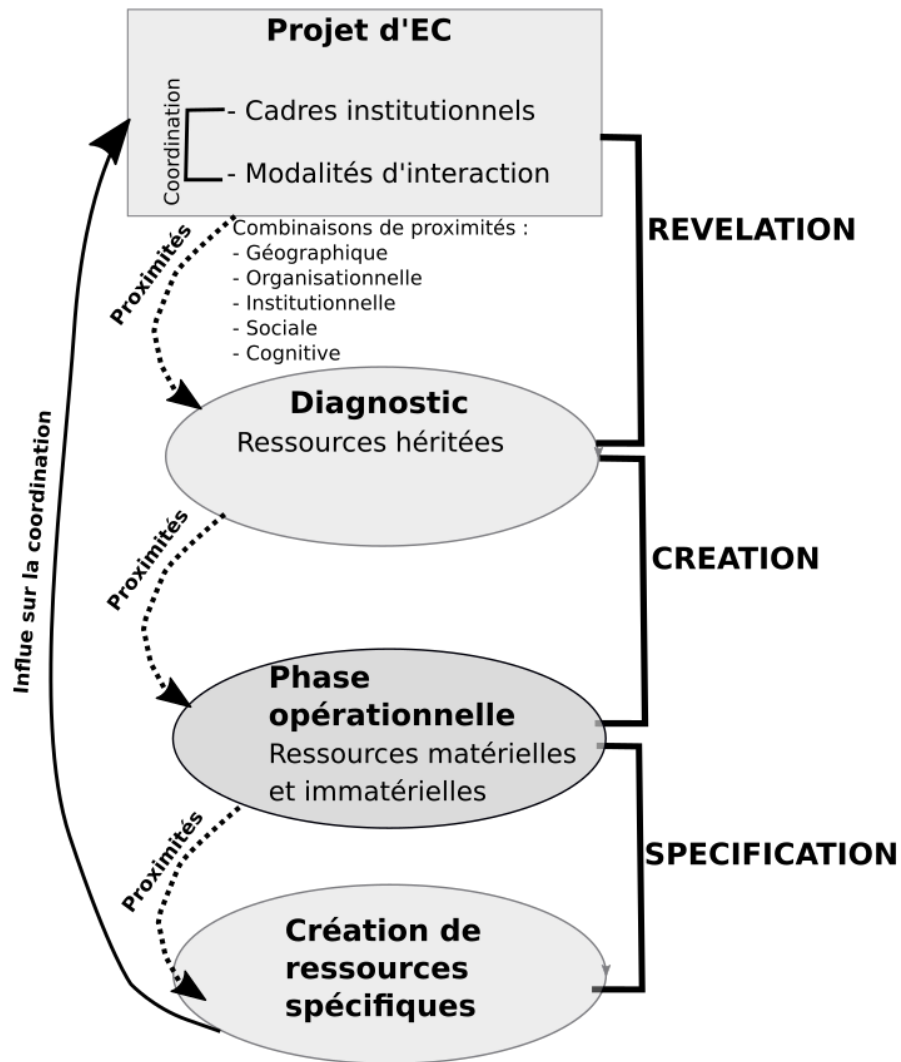 Projet d'EC
Coordination
- Cadres institutionnels
- Modalités d'interaction
REVELATION
Proximités
Combinaisons de proximités :
- Géographique
- Organisationnelle
- Institutionnelle
- Sociale
- Cognitive
Diagnostic
Ressources héritées
Influe sur la coordination
Proximités
CREATION
Phase
opérationnelle
Ressources matérielles
et immatérielles
Proximités
SPECIFICATION
Création de
ressources
spécifiques